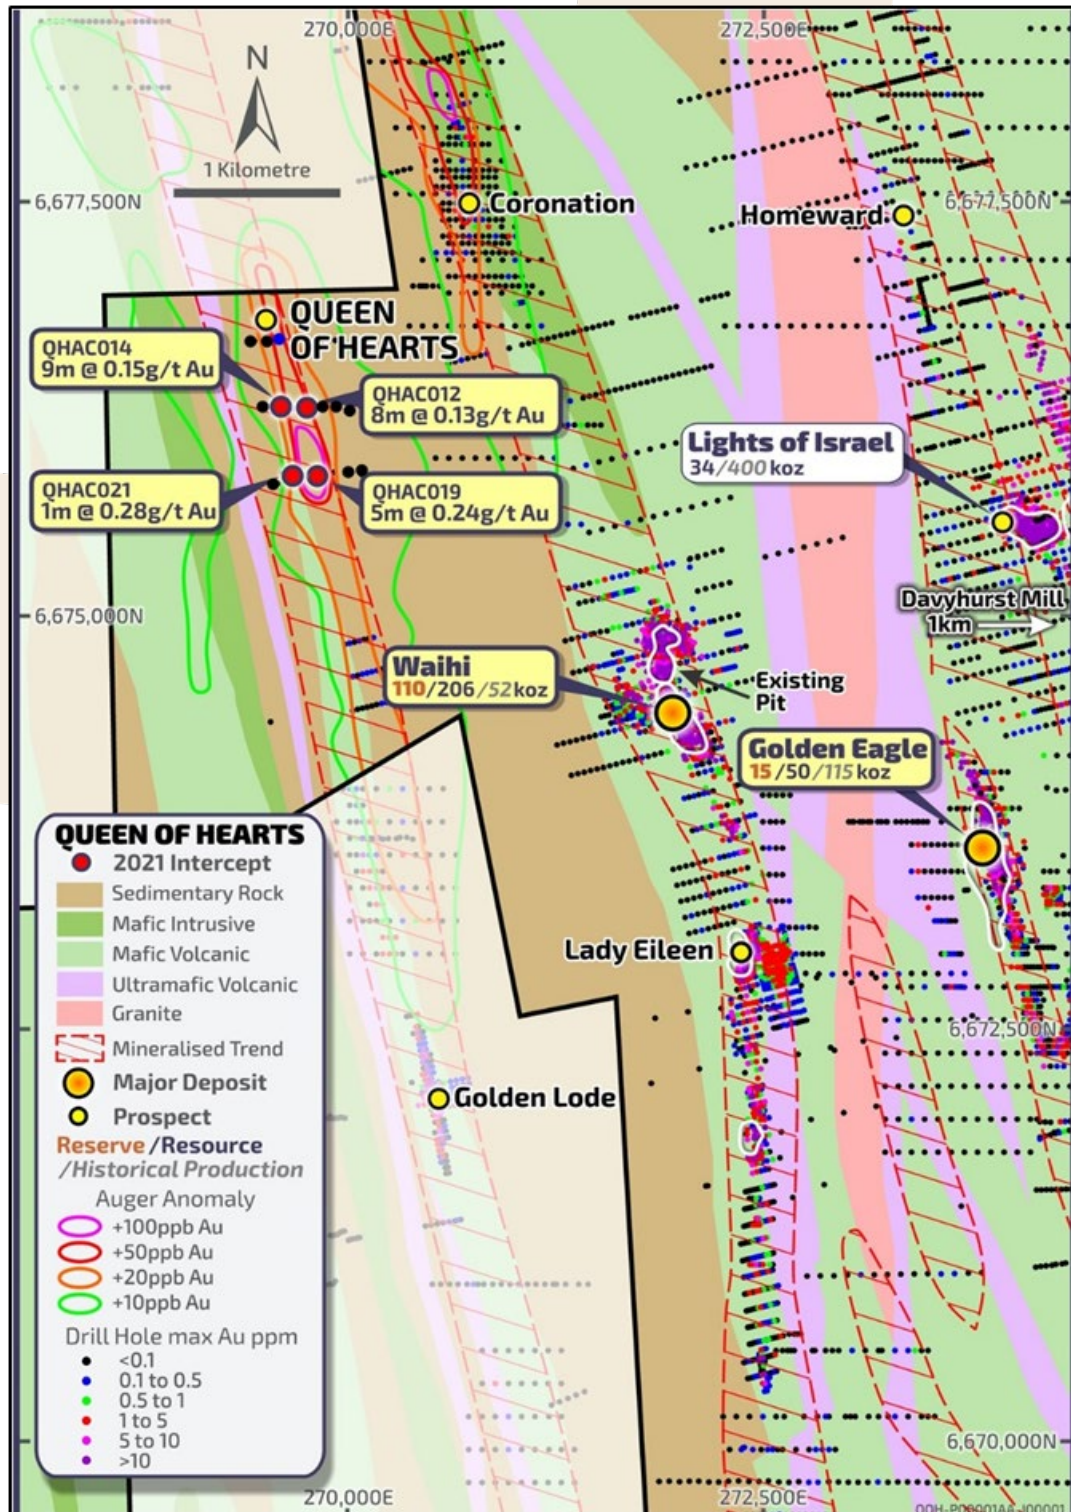 270,000E
272,500E
N
1 Kilometre
6,677,500N
Coronation
Homeward
6,677,500N
QUEEN
OF HEARTS
QHAC014
9m @ 0.15g/t Au
QHAC012
8m @ 0.13g/t Au
Lights of Israel
34/400 koz
QHAC021
1m @ 0.28g/t Au
QHAC019
5m @ 0.24g/t Au
Davyhurst Mill
1km
6,675,000N
Waihi
110/206/52koz
Existing
Pit
Golden Eagle
15/50/115 koz
QUEEN OF HEARTS
2021 Intercept
Sedimentary Rock
Mafic Intrusive
Mafic Volcanic
Ultramafic Volcanic
Granite
Mineralised Trend
Major Deposit
Prospect
Reserve /Resource
/Historical Production
Auger Anomaly
+100ppb Au
+50ppb Au
+20ppb Au
+10ppb Au
Drill Hole max Au ppm
<0.1
0.1 to 0.5
0.5 to 1
1 to 5
5 to 10
>10
Lady Eileen
6,672,500N
Golden Lode
6,670,000N
270,000E
272,500E